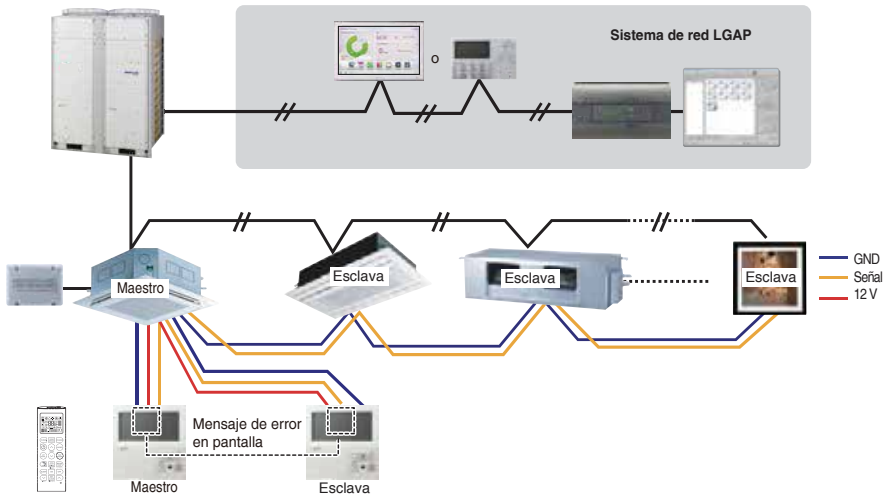 Sistema de red LGAP
o
Maestro
Esclava
Esclava
Esclava
GND
Señal
12 V
Mensaje de error
en pantalla
Maestro
Esclava